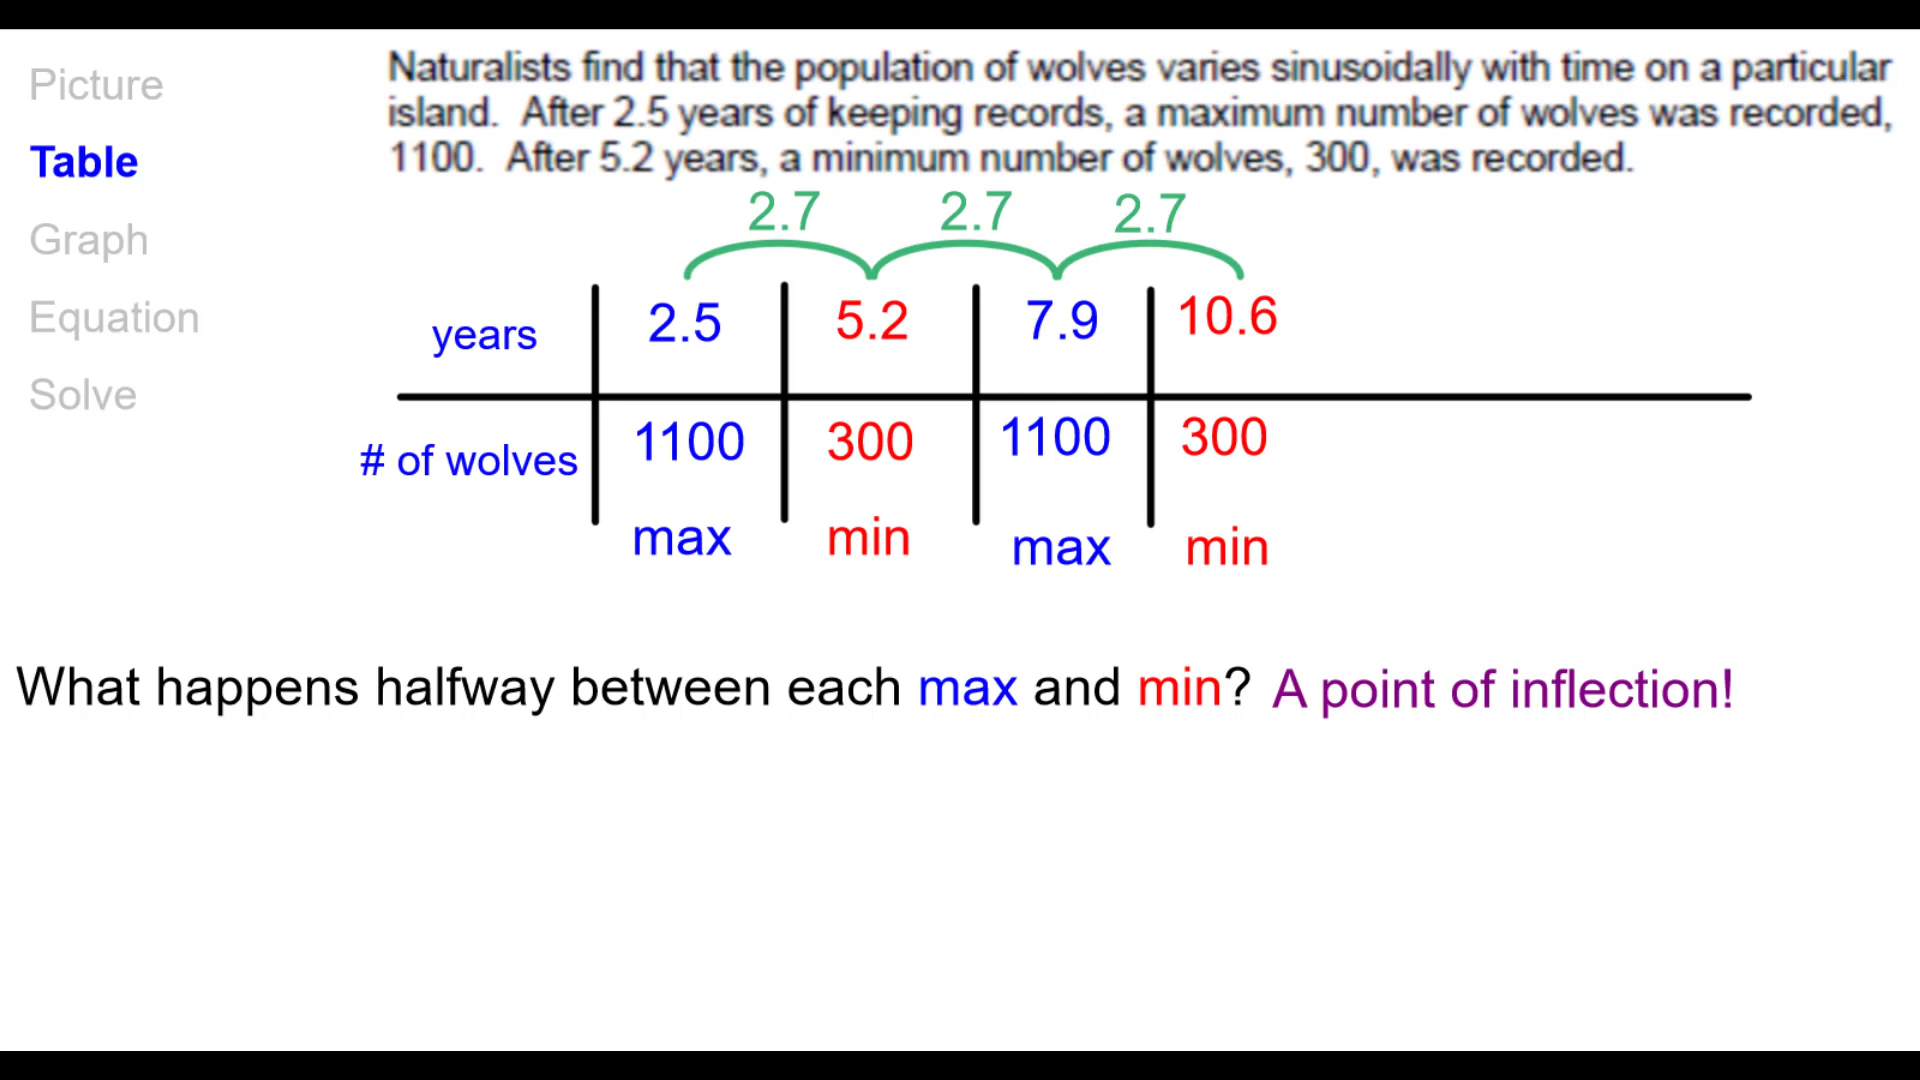 Picture
Table
Graph
Equation
Solve
Naturalists find that the population of wolves varies sinusoidally with time on a particular
island. After 2.5 years of keeping records, a maximum number of wolves was recorded,
1100. After 5.2 years, a minimum number of wolves, 300, was recorded.
2.7 2.7 2.7
years 2.5 5.2 7.9 10.6
# of wolves 1100 300 1100 300
max min max min
What happens halfway between each max and min? A point of inflection!